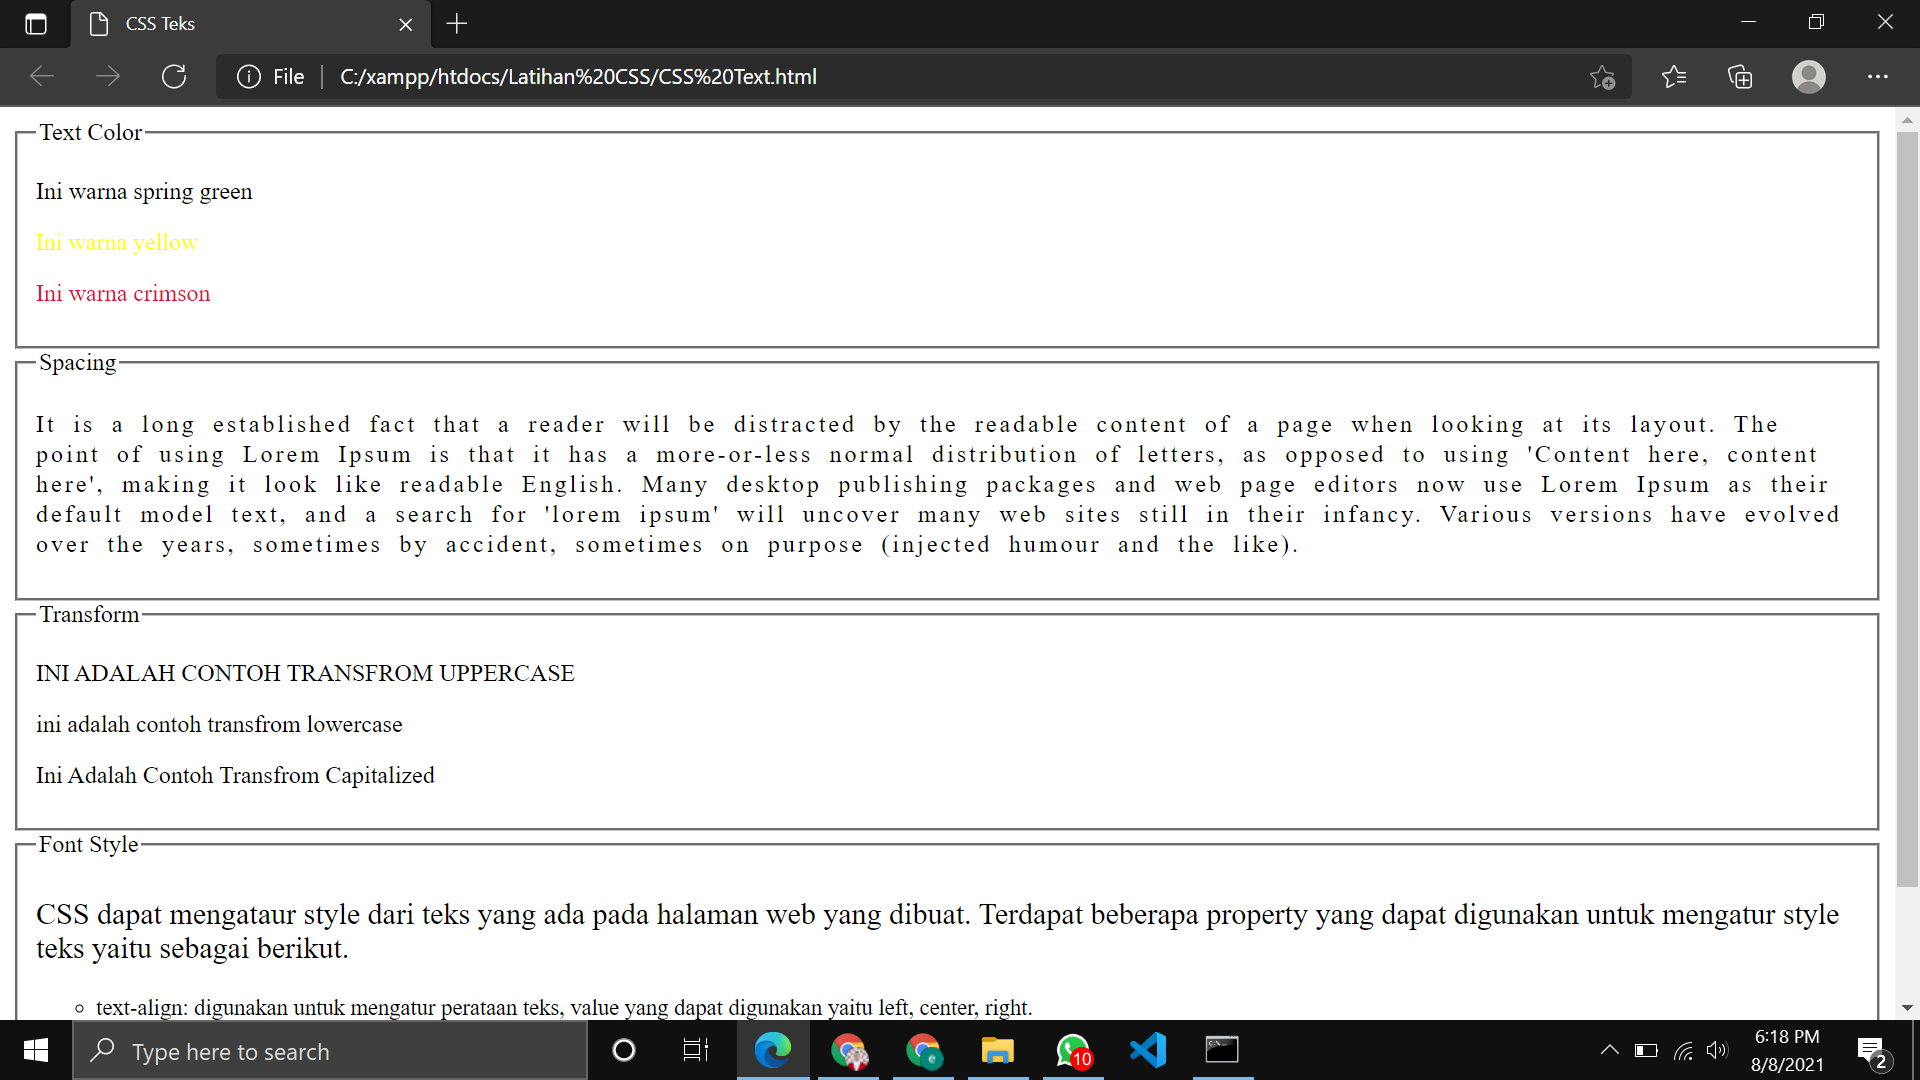 CSS Teks
File
C:/xampp/htdocs/Latihan%20CSS/CSS%20Text.html
Text Color
Ini warna spring green
Ini warna yellow
Ini warna crimson
Spacing
It is a long established fact that a reader will be distracted by the readable content of a page when looking at its layout. The
point of using Lorem Ipsum is that it has a more-or-less normal distribution of letters, as opposed to using 'Content here, content
here', making it look like readable English. Many desktop publishing packages and web page editors now use Lorem Ipsum as their
default model text, and a search for 'lorem ipsum' will uncover many web sites still in their infancy. Various versions have evolved
over the years, sometimes by accident, sometimes on purpose (injected humour and the like).
Transform
INI ADALAH CONTOH TRANSFROM UPPERCASE
ini adalah contoh transfrom lowercase
Ini Adalah Contoh Transfrom Capitalized
Font Style
CSS dapat mengataur style dari teks yang ada pada halaman web yang dibuat. Terdapat beberapa property yang dapat digunakan untuk mengatur style
teks yaitu sebagai berikut.
text-align: digunakan untuk mengatur perataan teks, value yang dapat digunakan yaitu left, center, right.
Type here to search
e
10
6:18 PM
8/8/2021
2